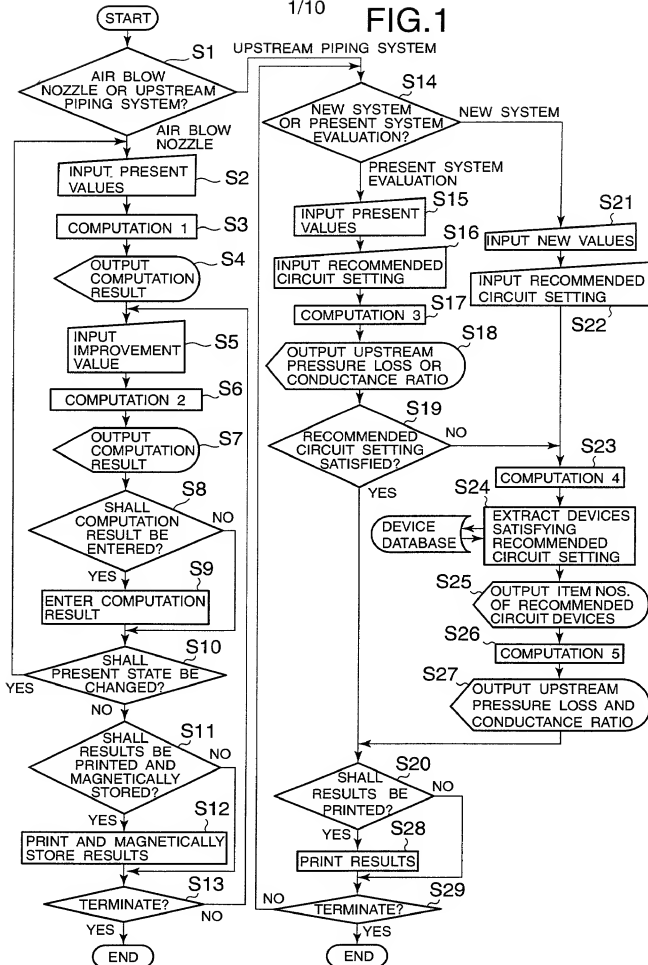 1/10
FIG.1
START
S1
AIR BLOW
NOZZLE OR UPSTREAM
PIPING SYSTEM?
UPSTREAM PIPING SYSTEM
AIR BLOW
NOZZLE
INPUT PRESENT
VALUES
S2
COMPUTATION 1
S3
OUTPUT
COMPUTATION
RESULT
S4
INPUT
IMPROVEMENT
VALUE
S5
COMPUTATION 2
S6
OUTPUT
COMPUTATION
RESULT
S7
SHALL
COMPUTATION
RESULT BE
ENTERED?
S8
NO
YES
S9
ENTER COMPUTATION
RESULT
S10
SHALL
PRESENT STATE BE
CHANGED?
YES
NO
S11
SHALL
RESULTS BE
PRINTED AND
MAGNETICALLY
STORED?
NO
YES
S12
PRINT AND MAGNETICALLY
STORE RESULTS
S13
TERMINATE?
NO
YES
END
S14
NEW SYSTEM
OR PRESENT SYSTEM
EVALUATION?
NEW SYSTEM
PRESENT SYSTEM
EVALUATION
S15
INPUT PRESENT
VALUES
S16
INPUT RECOMMENDED
CIRCUIT SETTING
S17
COMPUTATION 3
S18
OUTPUT UPSTREAM
PRESSURE LOSS OR
CONDUCTANCE RATIO
S19
RECOMMENDED
CIRCUIT SETTING
SATISFIED?
NO
YES
S21
INPUT NEW VALUES
INPUT RECOMMENDED
CIRCUIT SETTING
S22
S23
COMPUTATION 4
S24
DEVICE
DATABASE
EXTRACT DEVICES
SATISFYING
RECOMMENDED
CIRCUIT SETTING
S25
OUTPUT ITEM NOS.
OF RECOMMENDED
CIRCUIT DEVICES
S26
COMPUTATION 5
S27
OUTPUT UPSTREAM
PRESSURE LOSS AND
CONDUCTANCE RATIO
S20
SHALL
RESULTS BE
PRINTED?
NO
YES
S28
PRINT RESULTS
S29
NO
TERMINATE?
YES
END